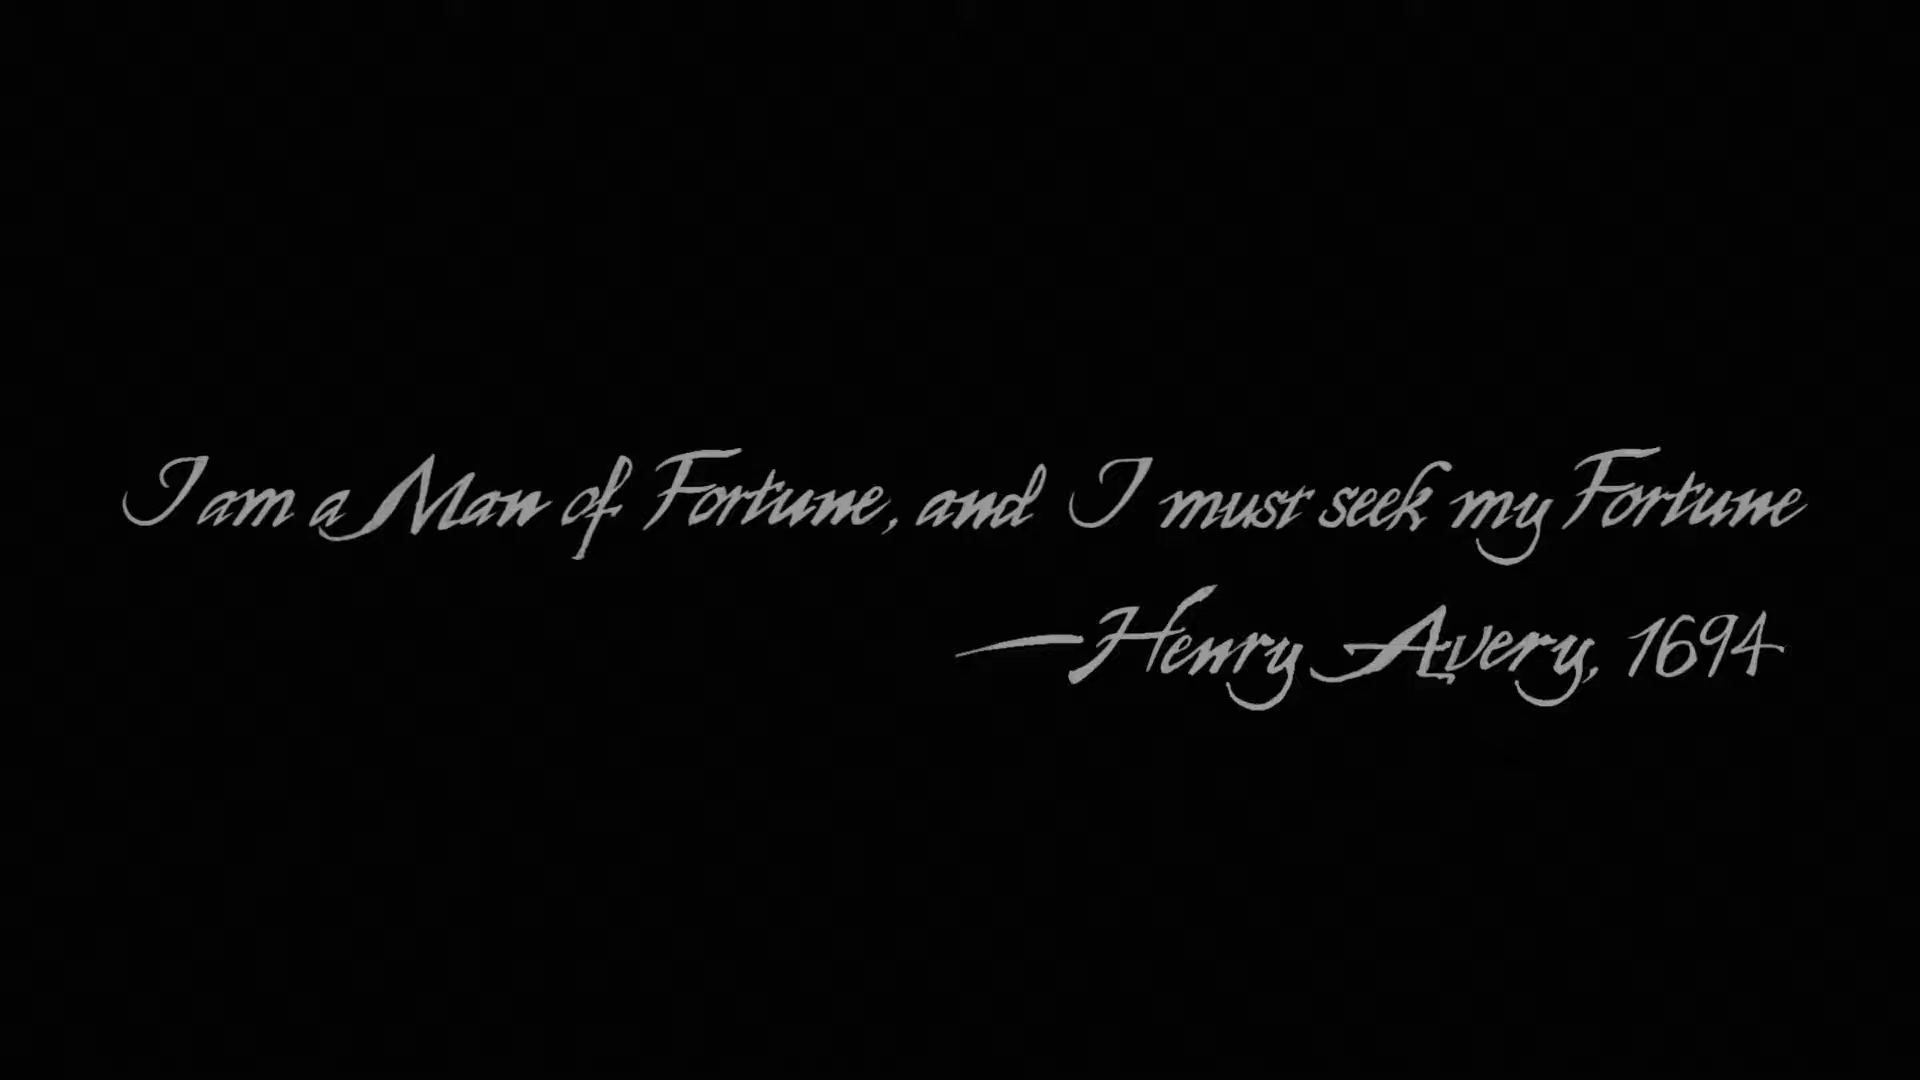 I am a Man of Fortune, and I must seek my Fortune
—Henry Avery, 1694